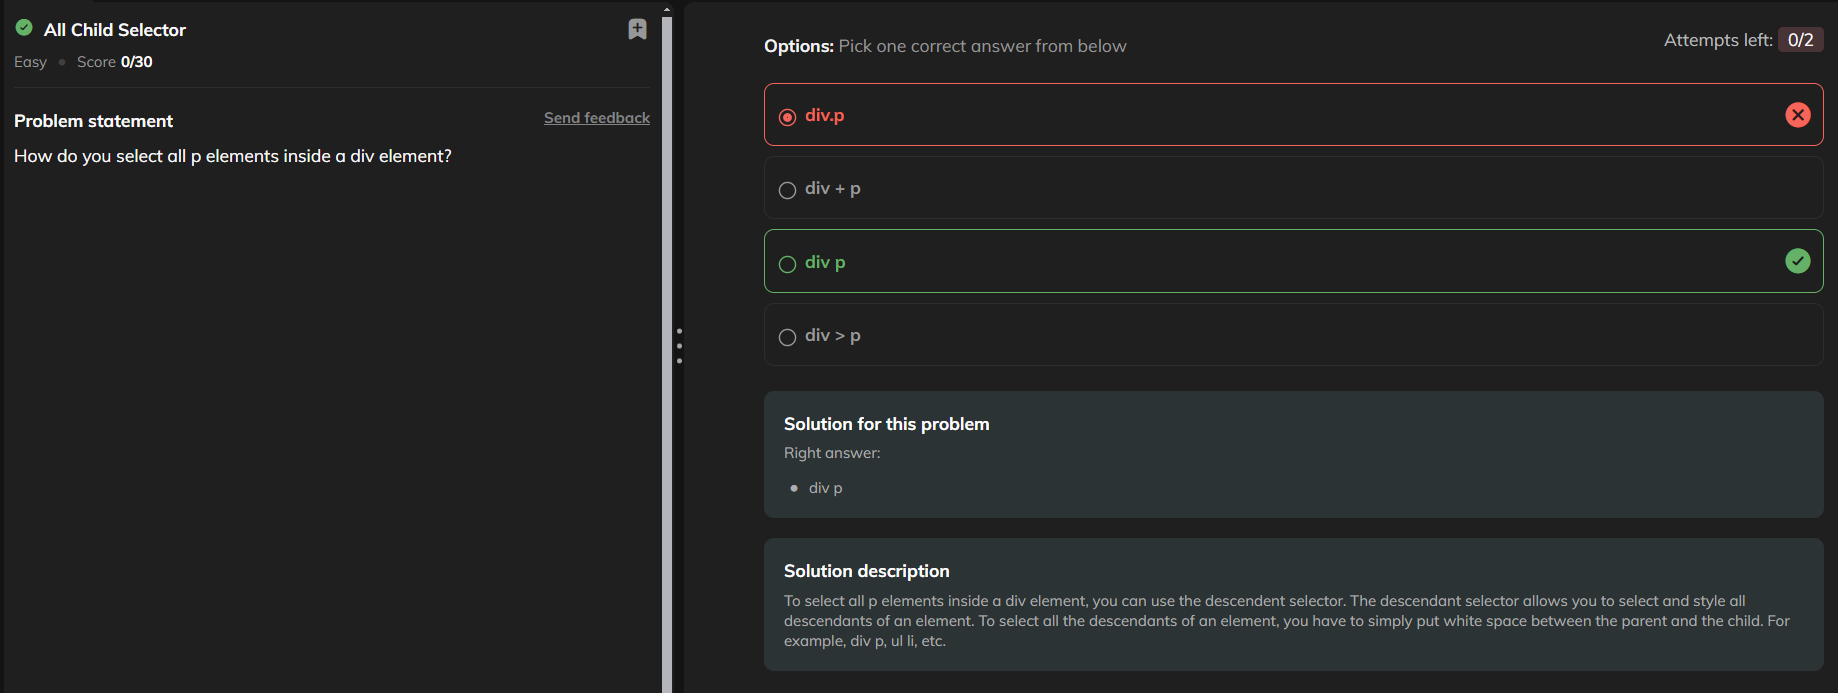 All Child Selector
Easy • Score 0/30
Problem statement
Send feedback
How do you select all p elements inside a div element?
Options: Pick one correct answer from below
Attempts left: 0/2
div.p
div + p
div p
div > p
Solution for this problem
Right answer:
• div p
Solution description
To select all p elements inside a div element, you can use the descendent selector. The descendant selector allows you to select and style all
descendants of an element. To select all the descendants of an element, you have to simply put white space between the parent and the child. For
example, div p, ul li, etc.